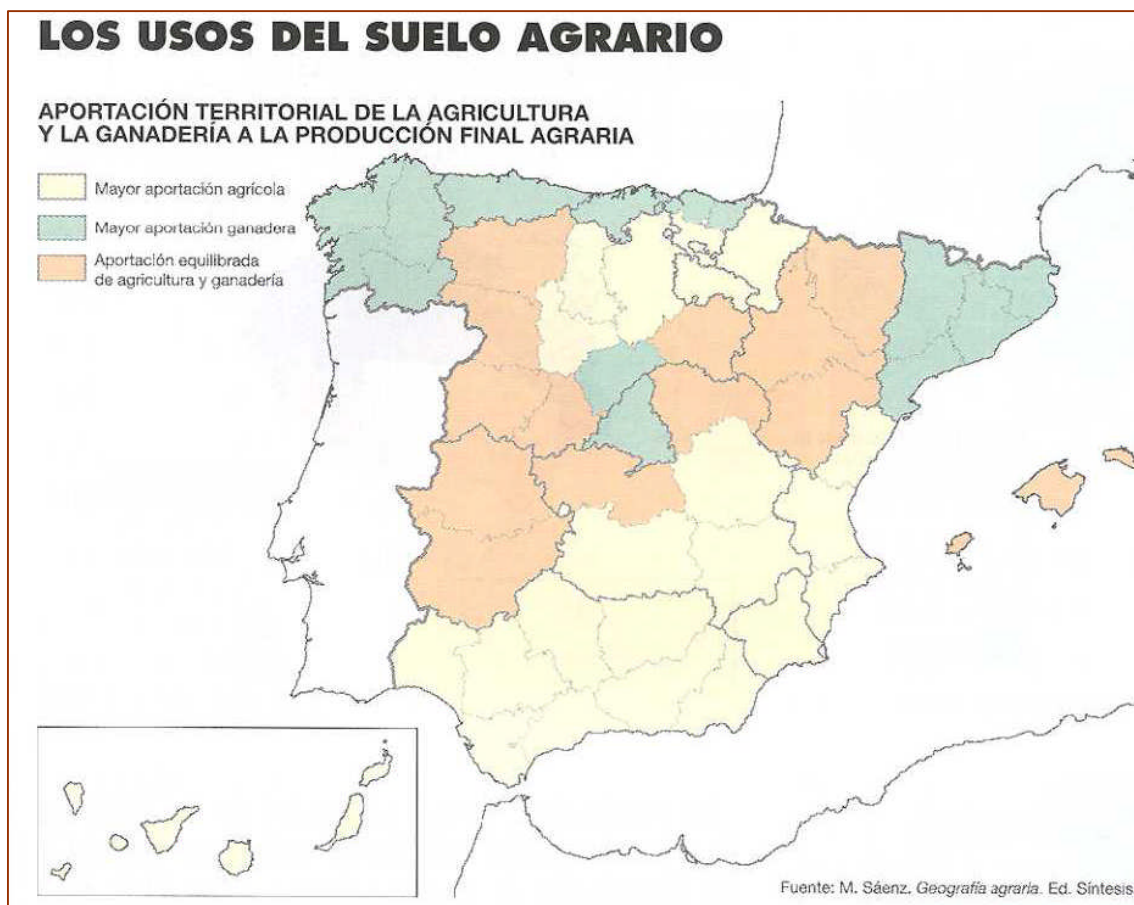 LOS USOS DEL SUELO AGRARIO
APORTACIÓN TERRITORIAL DE LA AGRICULTURA
Y LA GANADERÍA A LA PRODUCCIÓN FINAL AGRARIA
Mayor aportación agrícola
Mayor aportación ganadera
Aportación equilibrada
de agricultura y ganadería
Fuente: M. Sáenz. Geografía agraria. Ed. Síntesis